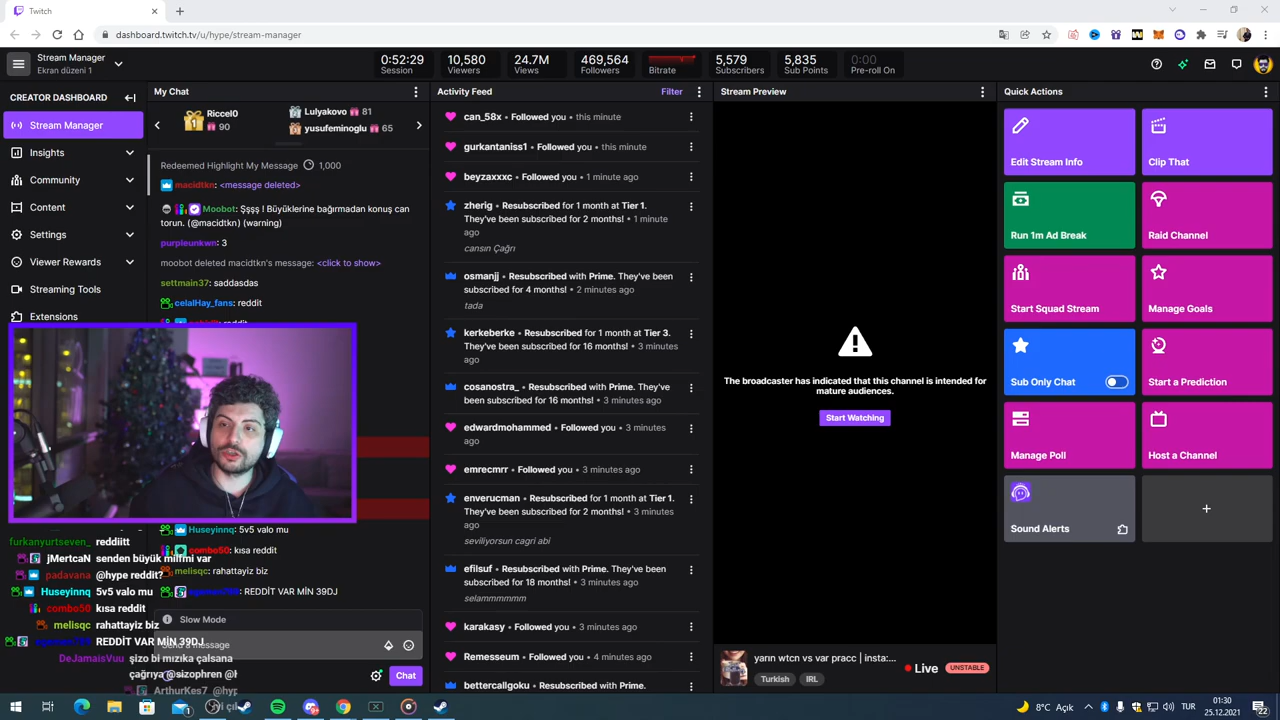 Twitch
dashboard.twitch.tv/u/hype/stream-manager
Stream Manager
Ekran düzeni 1
0:52:29
Session
10,580
Viewers
24.7M
Views
469,564
Followers
Bitrate
5,579
Subscribers
5,835
Sub Points
0:00
Pre-roll On
CREATOR DASHBOARD
Stream Manager
Insights
Community
Content
Settings
Viewer Rewards
Streaming Tools
Extensions
My Chat
Riccel0
90
Lulyakovo 81
yusufeminoglu 65
Redeemed Highlight My Message 1,000
macidtkn: <message deleted>
Moobot: Şşşş ! Büyüklerine bağırmadan konuş can
torun. (@macidtkn) (warning)
purpleunkwn: 3
moobot deleted macidtkn's message: <click to show>
settmain37: saddasdas
celalHay_fans: reddit
Huseyinnq: 5v5 valo mu
combo50: kısa reddit
melisqc: rahattayiz biz
REDDİT VAR MİN 39DJ
Slow Mode
Chat
furkanyurtseven_ reddiitt
jMertcaN senden büyük milfmi var
padavana @hype reddit?
Huseyinnq 5v5 valo mu
combo50 kısa reddit
melisqc rahattayiz biz
REDDİT VAR MİN 39DJ
DeJamaisVuu şizo bi mızıka çalsana
çağrıya @sizophren @h
ArthurKes7 @hyp
Activity Feed
Filter
can_58x • Followed you • this minute
gurkantaniss1 • Followed you • this minute
beyzaxxxc • Followed you • 1 minute ago
zherig • Resubscribed for 1 month at Tier 1.
They've been subscribed for 2 months! • 1 minute
ago
cansın Çağrı
osmanjj • Resubscribed with Prime. They've been
subscribed for 4 months! • 2 minutes ago
tada
kerkeberke • Resubscribed for 1 month at Tier 3.
They've been subscribed for 16 months! • 3 minutes
ago
cosanostra_ • Resubscribed with Prime. They've
been subscribed for 16 months! • 3 minutes ago
edwardmohammed • Followed you • 3 minutes
ago
emrecmrr • Followed you • 3 minutes ago
enverucman • Resubscribed for 1 month at Tier 1.
They've been subscribed for 2 months! • 3 minutes
ago
seviliyorsun cagri abi
efilsuf • Resubscribed with Prime. They've been
subscribed for 18 months! • 3 minutes ago
selammmmmm
karakasy • Followed you • 3 minutes ago
Remesseum • Followed you • 4 minutes ago
bettercallgoku • Resubscribed with Prime.
Stream Preview
The broadcaster has indicated that this channel is intended for
mature audiences.
Start Watching
yarın wtcn vs var pracc | insta:...
Turkish
IRL
Live
UNSTABLE
Quick Actions
Edit Stream Info
Clip That
Run 1m Ad Break
Raid Channel
Start Squad Stream
Manage Goals
Sub Only Chat
Start a Prediction
Manage Poll
Host a Channel
Sound Alerts
8°C Açık
TUR
01:30
25.12.2021
22